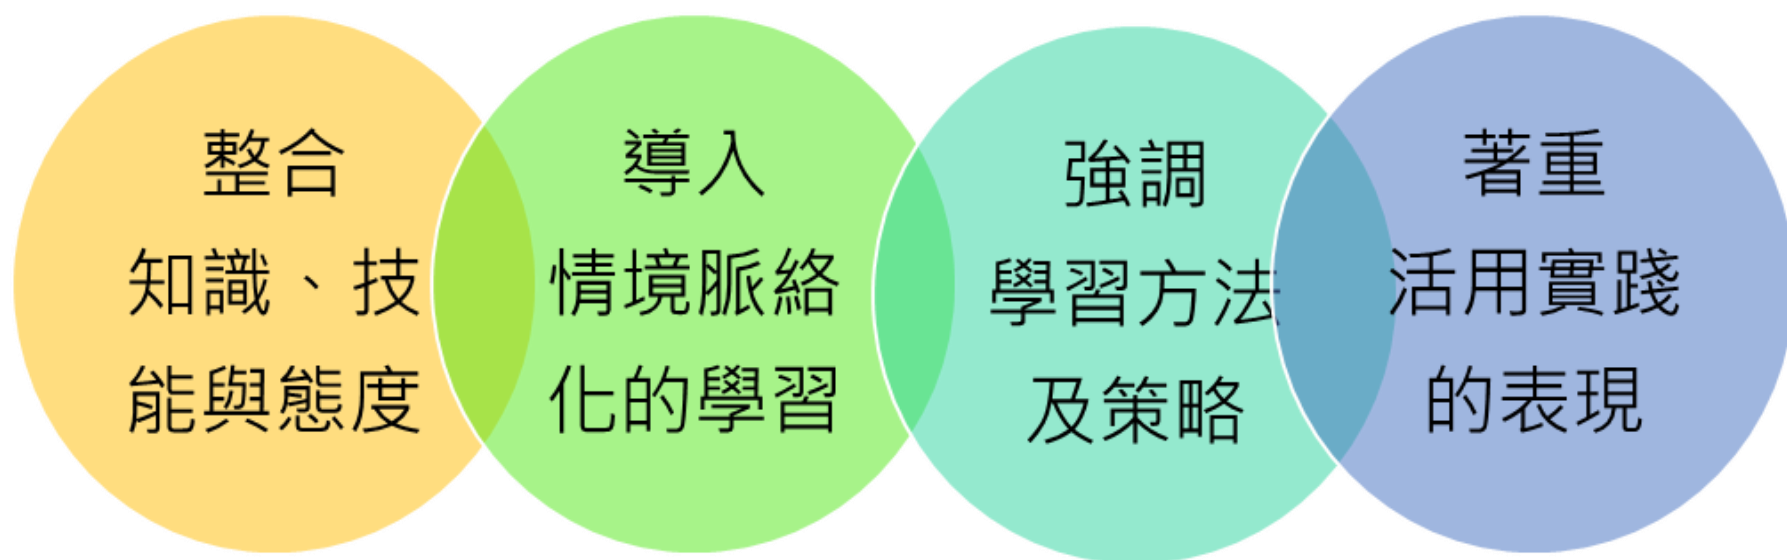 整合
知識、技
能與態度
導入
情境脈絡
化的學習
強調
學習方法
及策略
著重
活用實踐
的表現